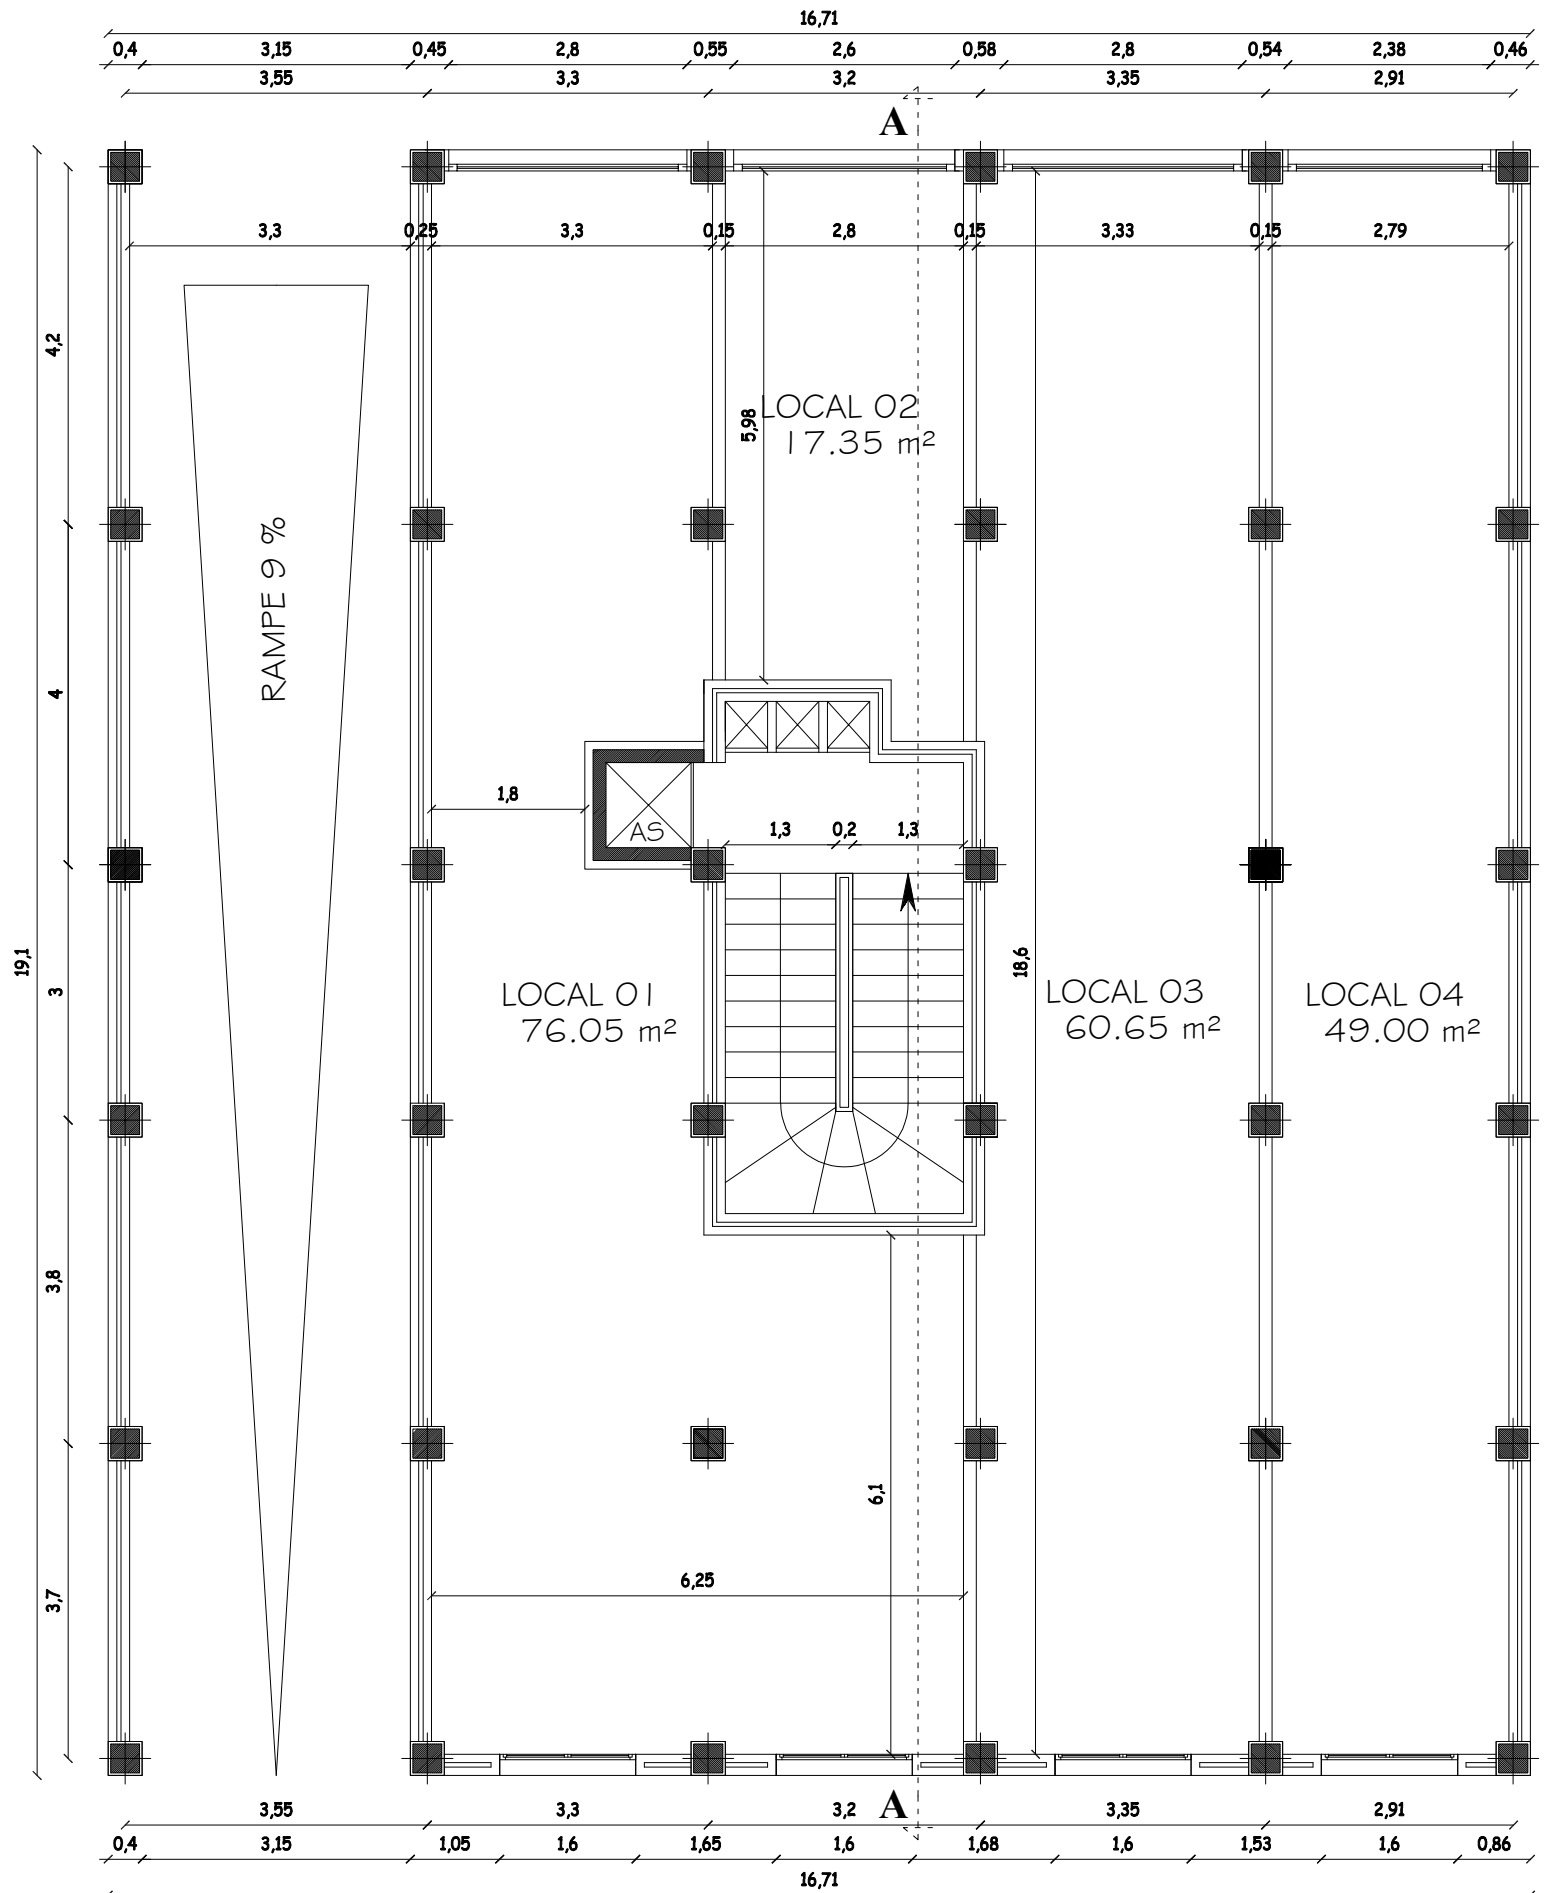 16,71
0,4 3,15 0,45 2,8 0,55 2,6 0,58 2,8 0,54 2,38 0,46
3,55 3,3 3,2 3,35 2,91
A
3,3 0,25 3,3 0,15 2,8 0,15 3,33 0,15 2,79
4,2
5,98
LOCAL 02
17.35 m²
RAMPE 9 %
4
1,8
AS
1,3 0,2 1,3
19,1
3
18,6
LOCAL 01
76.05 m²
LOCAL 03
60.65 m²
LOCAL 04
49.00 m²
3,8
6,1
6,25
3,7
A
3,55 3,3 3,2 3,35 2,91
0,4 3,15 1,05 1,6 1,65 1,6 1,68 1,6 1,53 1,6 0,86
16,71